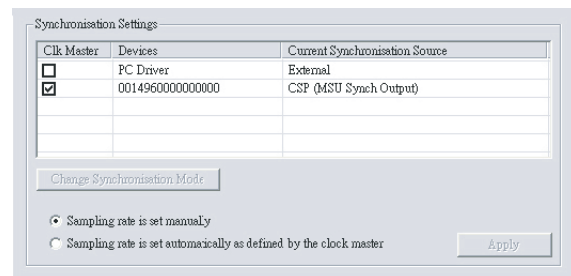 Synchronisation Settings
Clk Master Devices Current Synchronisation Source
PC Driver External
0014960000000000 CSP (MSU Synch Output)
Change Synchronisation Mode
Sampling rate is set manually
Sampling rate is set automaically as defined by the clock master
Apply